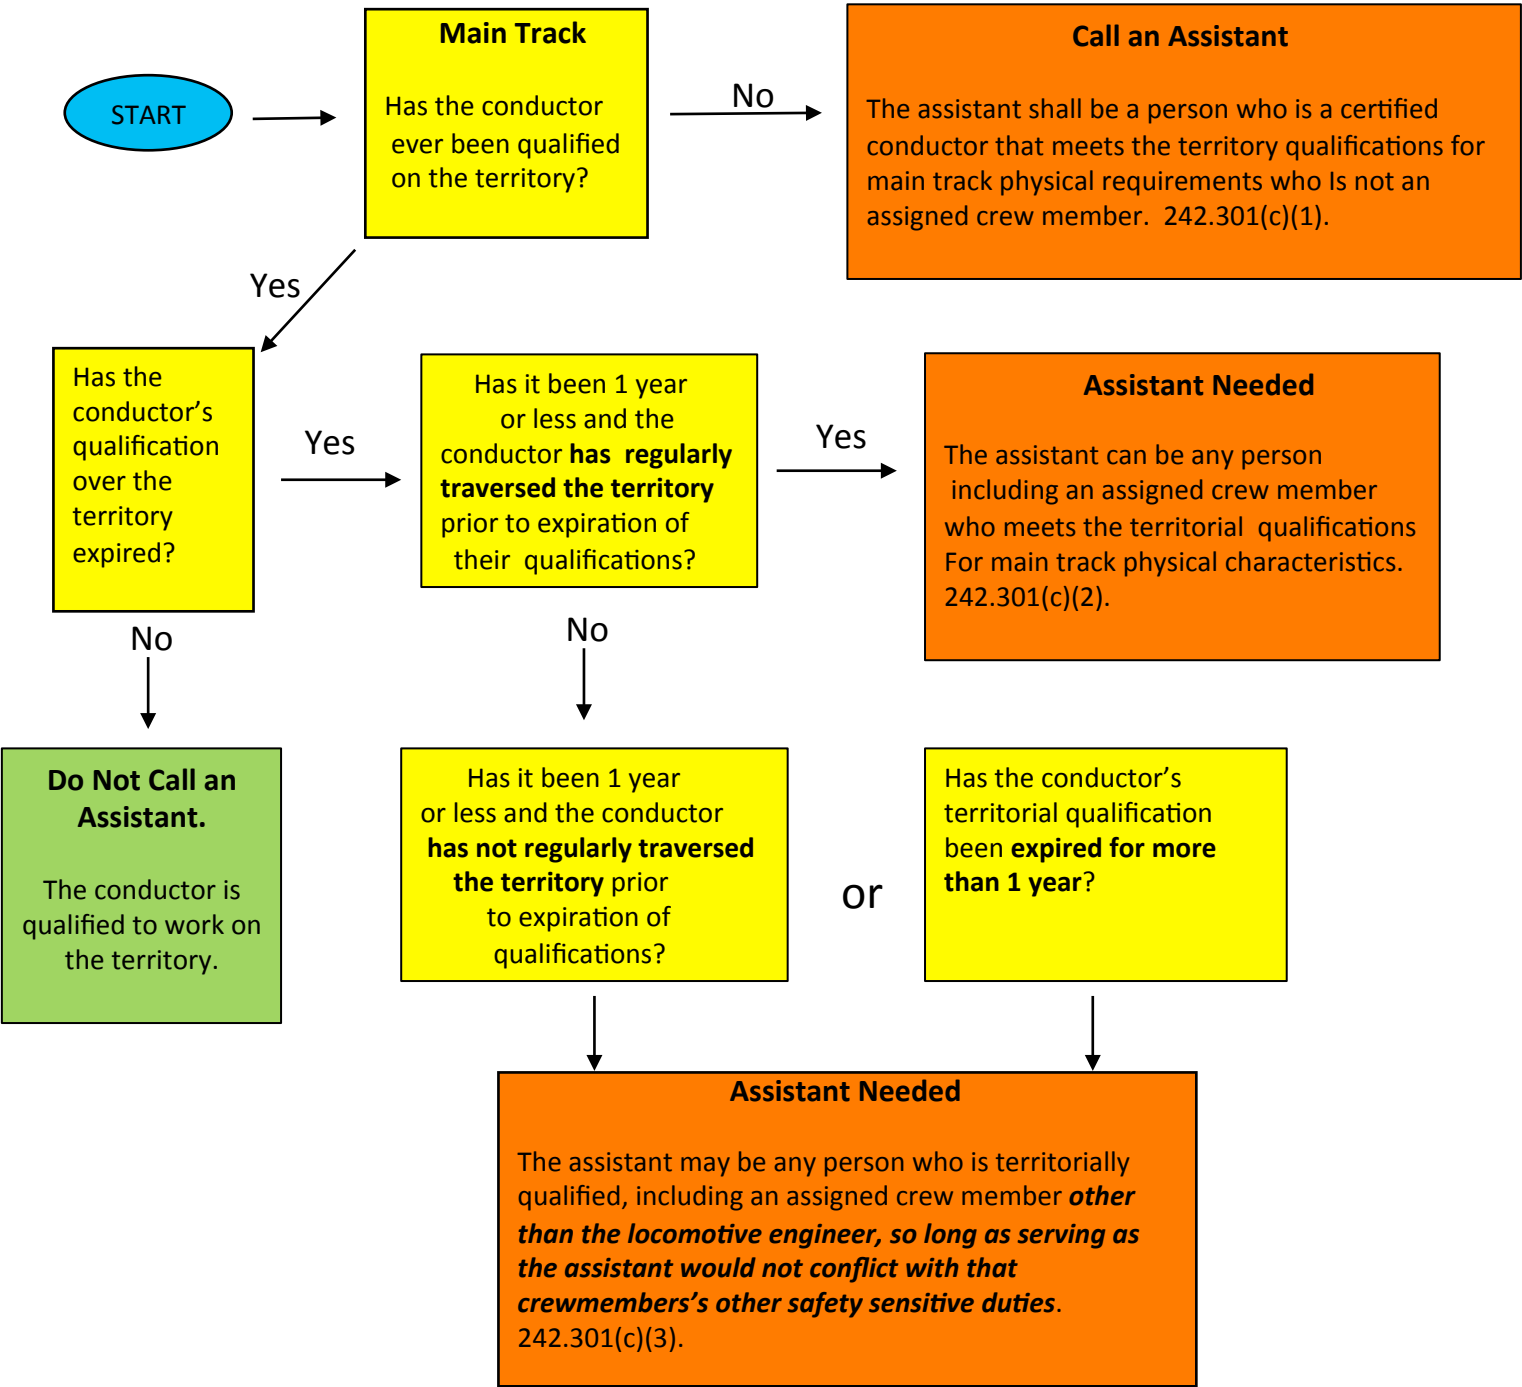 START
Main Track
Has the conductor
ever been qualified
on the territory?
No
Call an Assistant
The assistant shall be a person who is a certified
conductor that meets the territory qualifications for
main track physical requirements who Is not an
assigned crew member.  242.301(c)(1).
Yes
Has the
conductor’s
qualification
over the
territory
expired?
Yes
Has it been 1 year
or less and the
conductor has  regularly
traversed the territory
prior to expiration of
their  qualifications?
Yes
Assistant Needed
The assistant can be any person
including an assigned crew member
who meets the territorial  qualifications
For main track physical characteristics.
242.301(c)(2).
No
No
Do Not Call an
Assistant.
The conductor is
qualified to work on
the territory.
Has it been 1 year
or less and the conductor
has not regularly traversed
the territory prior
to expiration of
qualifications?
or
Has the conductor’s
territorial qualification
been expired for more
than 1 year?
Assistant Needed
The assistant may be any person who is territorially
qualified, including an assigned crew member other
than the locomotive engineer, so long as serving as
the assistant would not conflict with that
crewmembers’s other safety sensitive duties.
242.301(c)(3).